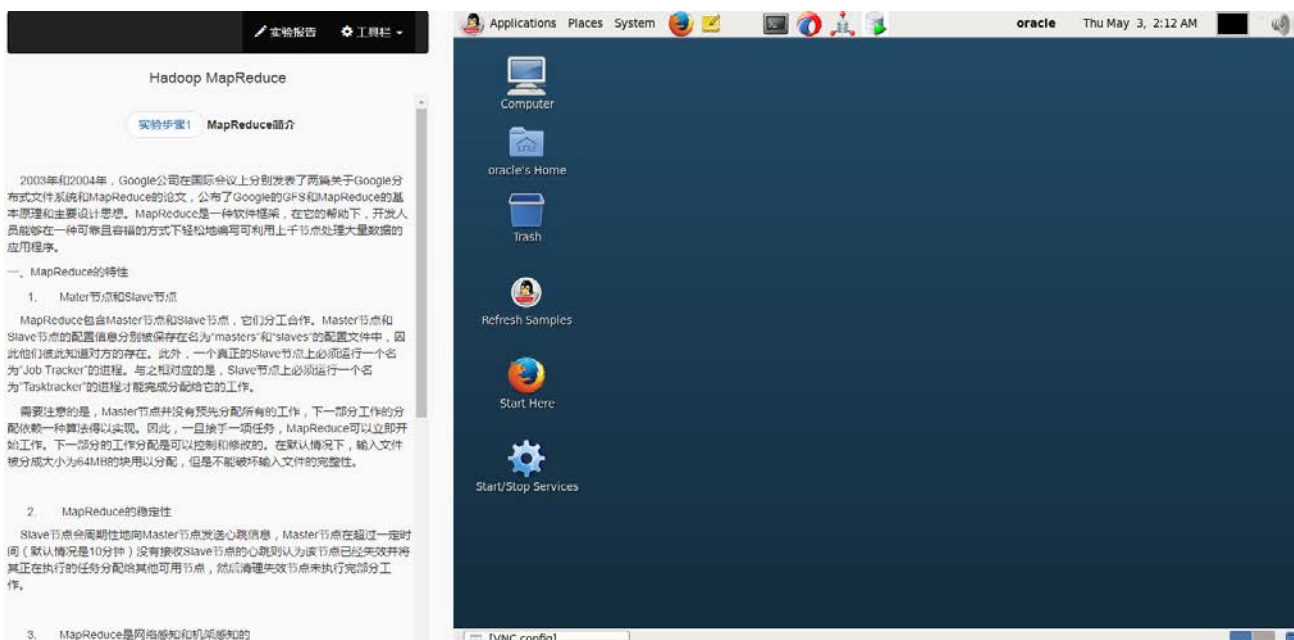 实验报告 工具栏
Hadoop MapReduce
实验步骤1 MapReduce简介
2003年和2004年，Google公司在国际会议上分别发表了两篇关于Google分
布式文件系统和MapReduce的论文，公布了Google的GFS和MapReduce的基
本原理和主要设计思想。MapReduce是一种软件框架，在它的帮助下，开发人
员能够在一种可靠且容错的方式下轻松地编写可利用上千节点处理大量数据的
应用程序。
一、MapReduce的特性
1. Mater节点和Slave节点
MapReduce包含Master节点和Slave节点，它们分工合作。Master节点和
Slave节点的配置信息分别被保存在名为“masters”和“slaves”的配置文件中，因
此他们彼此知道对方的存在。此外，一个真正的Slave节点上必须运行一个名
为“Job Tracker”的进程。与之相对应的是，Slave节点上必须运行一个名
为“Tasktracker”的进程才能完成分配给它的工作。
需要注意的是，Master节点并没有预先分配所有的工作，下一部分工作的分
配依赖一种算法得以实现。因此，一旦接手一项任务，MapReduce可以立即开
始工作。下一部分的工作分配是可以控制和修改的。在默认情况下，输入文件
被分成大小为64MB的块用以分配，但是不能破坏输入文件的完整性。
2. MapReduce的稳定性
Slave节点会周期性地向Master节点发送心跳信息，Master节点在超过一定时
间（默认情况是10分钟）没有接收Slave节点的心跳则认为该节点已经失效并将
其正在执行的任务分配给其他可用节点，然后清理失效节点未执行完部分工
作。
3. MapReduce是网络感知和机架感知的
Applications Places System oracle Thu May 3, 2:12 AM
Computer
oracle's Home
Trash
Refresh Samples
Start Here
Start/Stop Services
[VNC config]